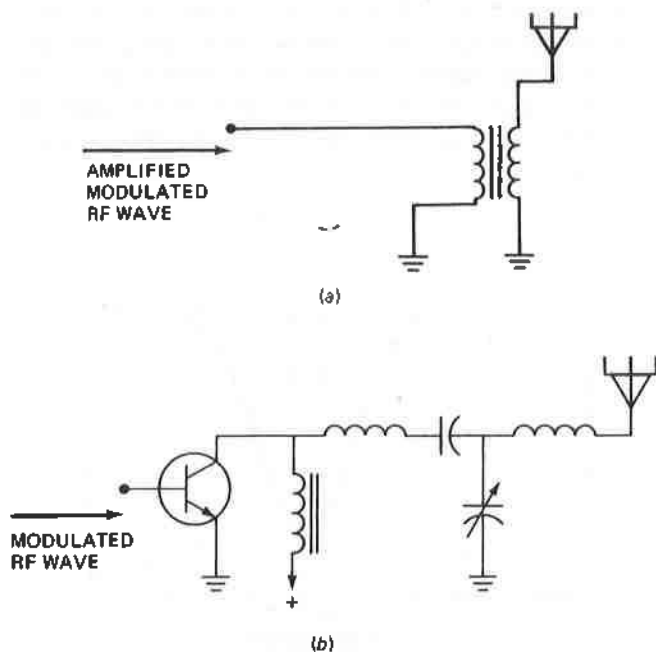 AMPLIFIED
MODULATED
RF WAVE
(a)
MODULATED
RF WAVE
+
(b)